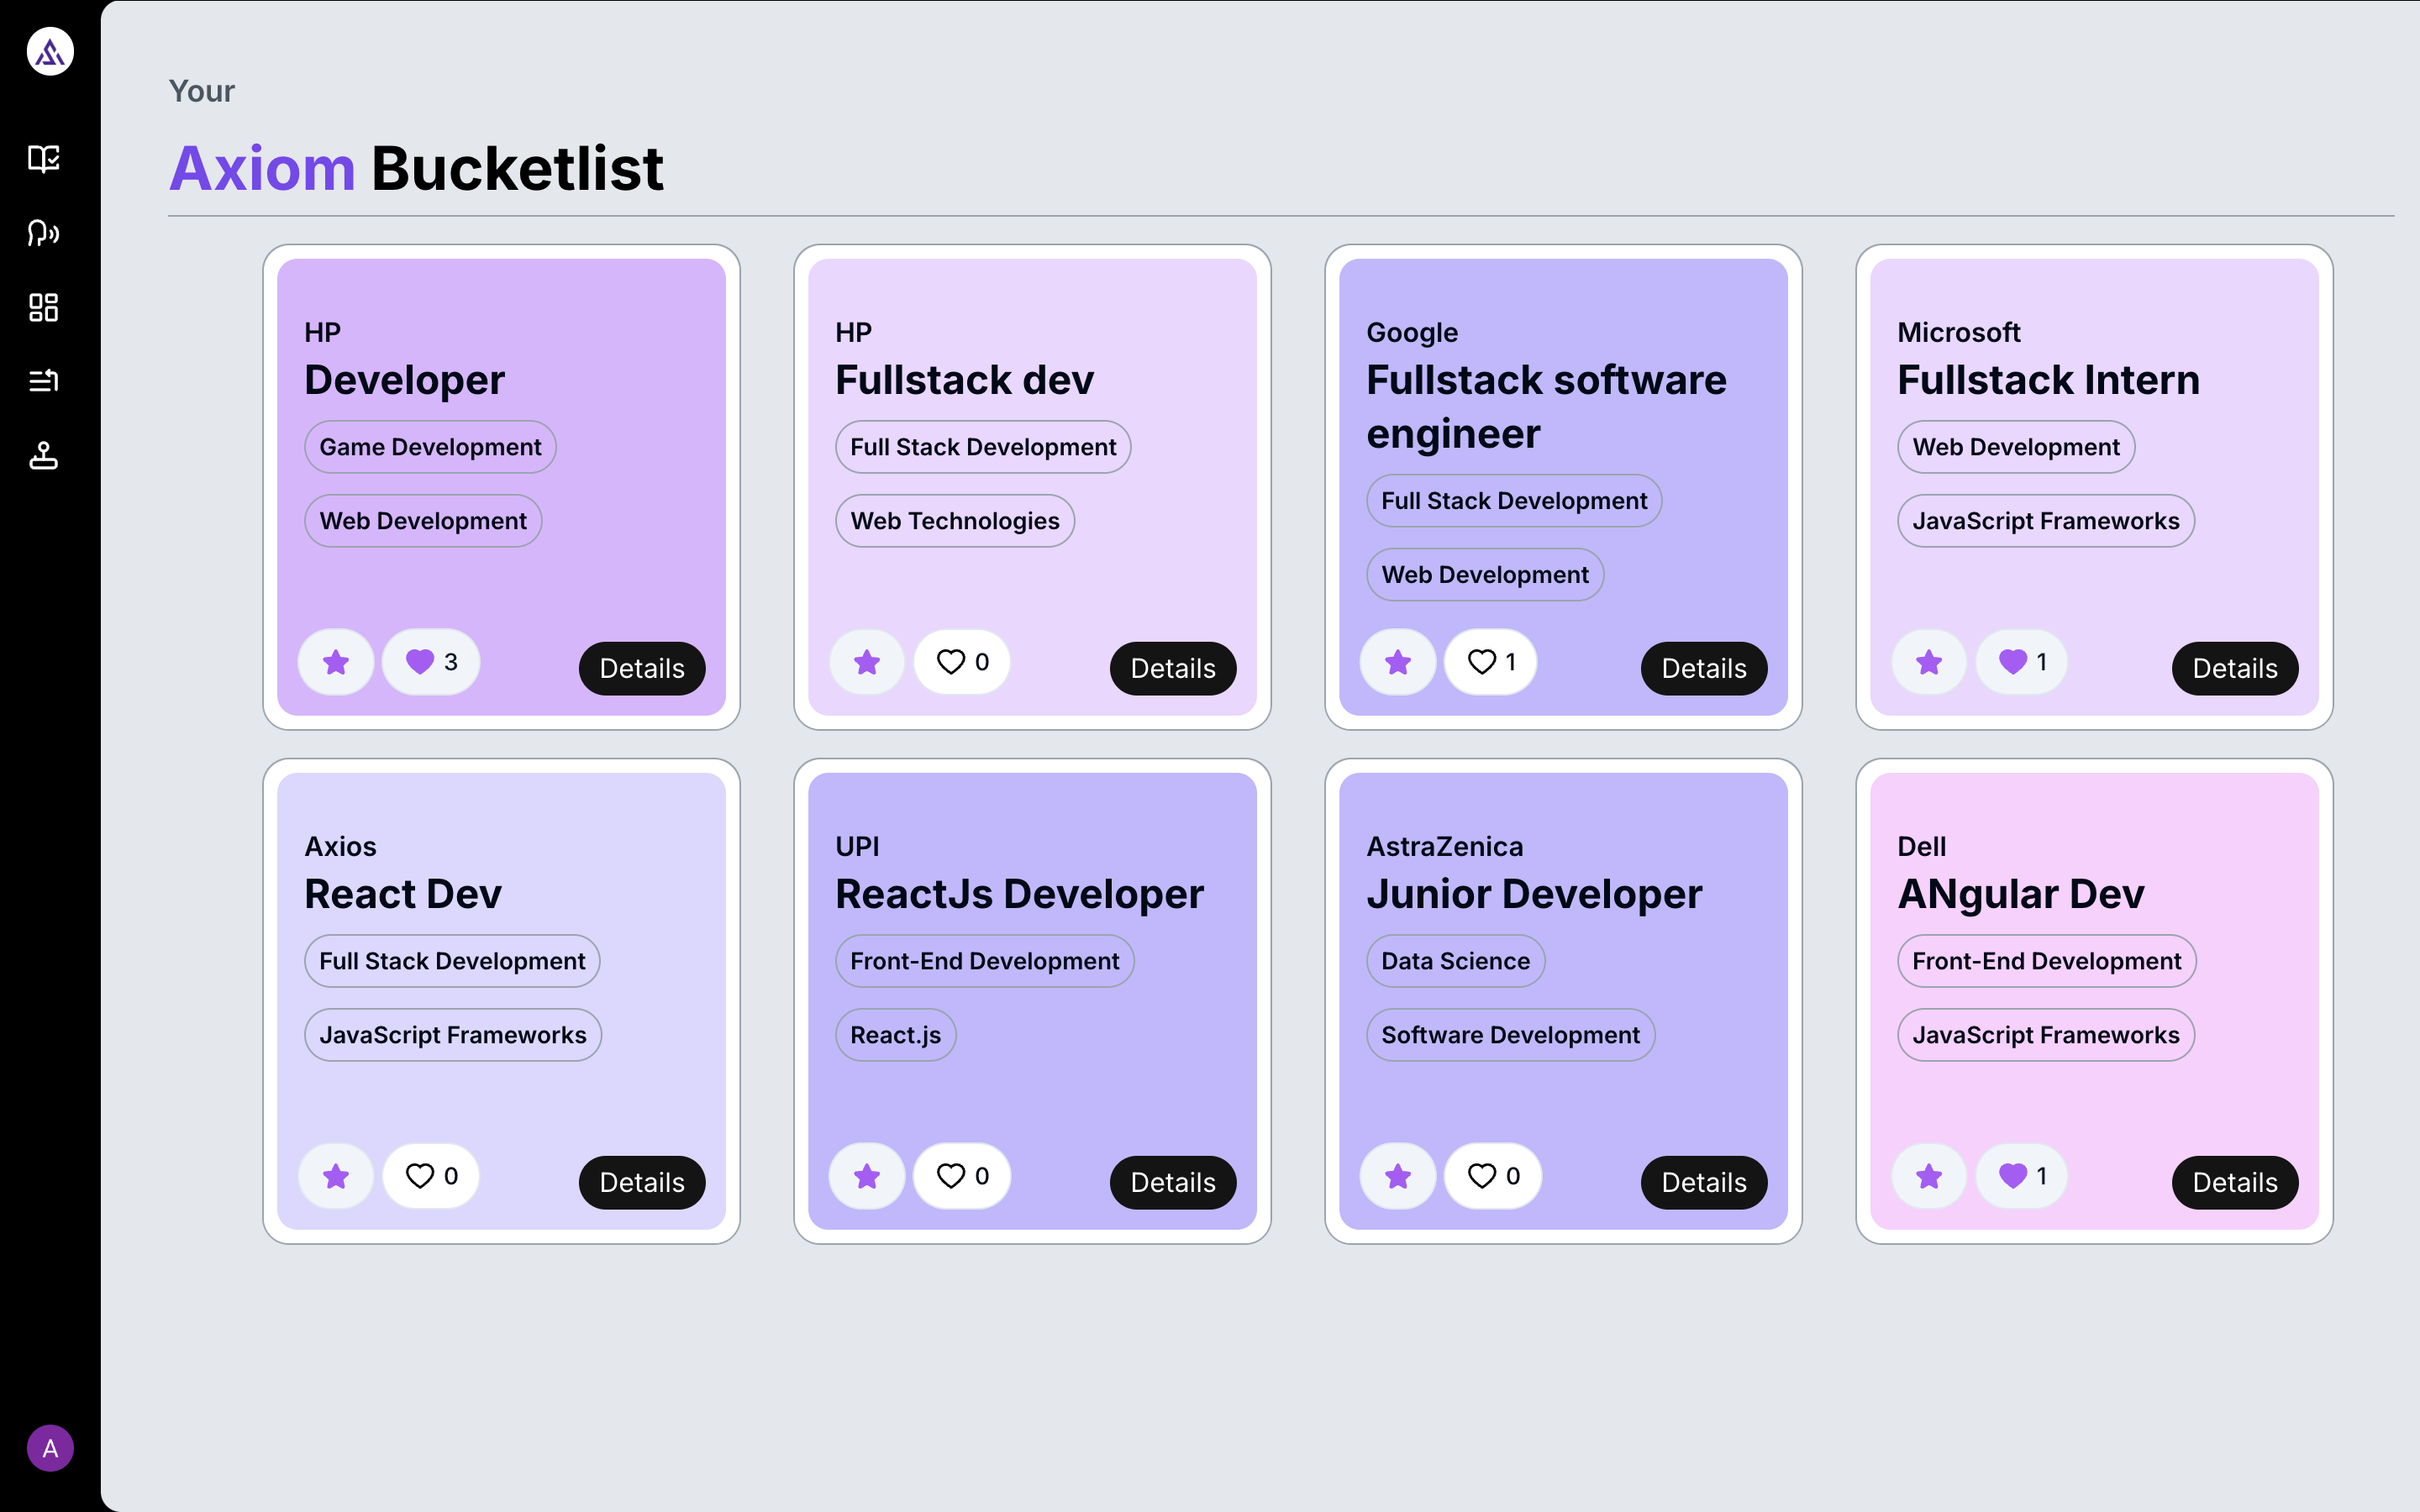 Your
Axiom Bucketlist
HP
Developer
Game Development
Web Development
3
Details
HP
Fullstack dev
Full Stack Development
Web Technologies
0
Details
Google
Fullstack software
engineer
Full Stack Development
Web Development
1
Details
Microsoft
Fullstack Intern
Web Development
JavaScript Frameworks
1
Details
Axios
React Dev
Full Stack Development
JavaScript Frameworks
0
Details
UPI
ReactJs Developer
Front-End Development
React.js
0
Details
AstraZenica
Junior Developer
Data Science
Software Development
0
Details
Dell
ANgular Dev
Front-End Development
JavaScript Frameworks
1
Details
A